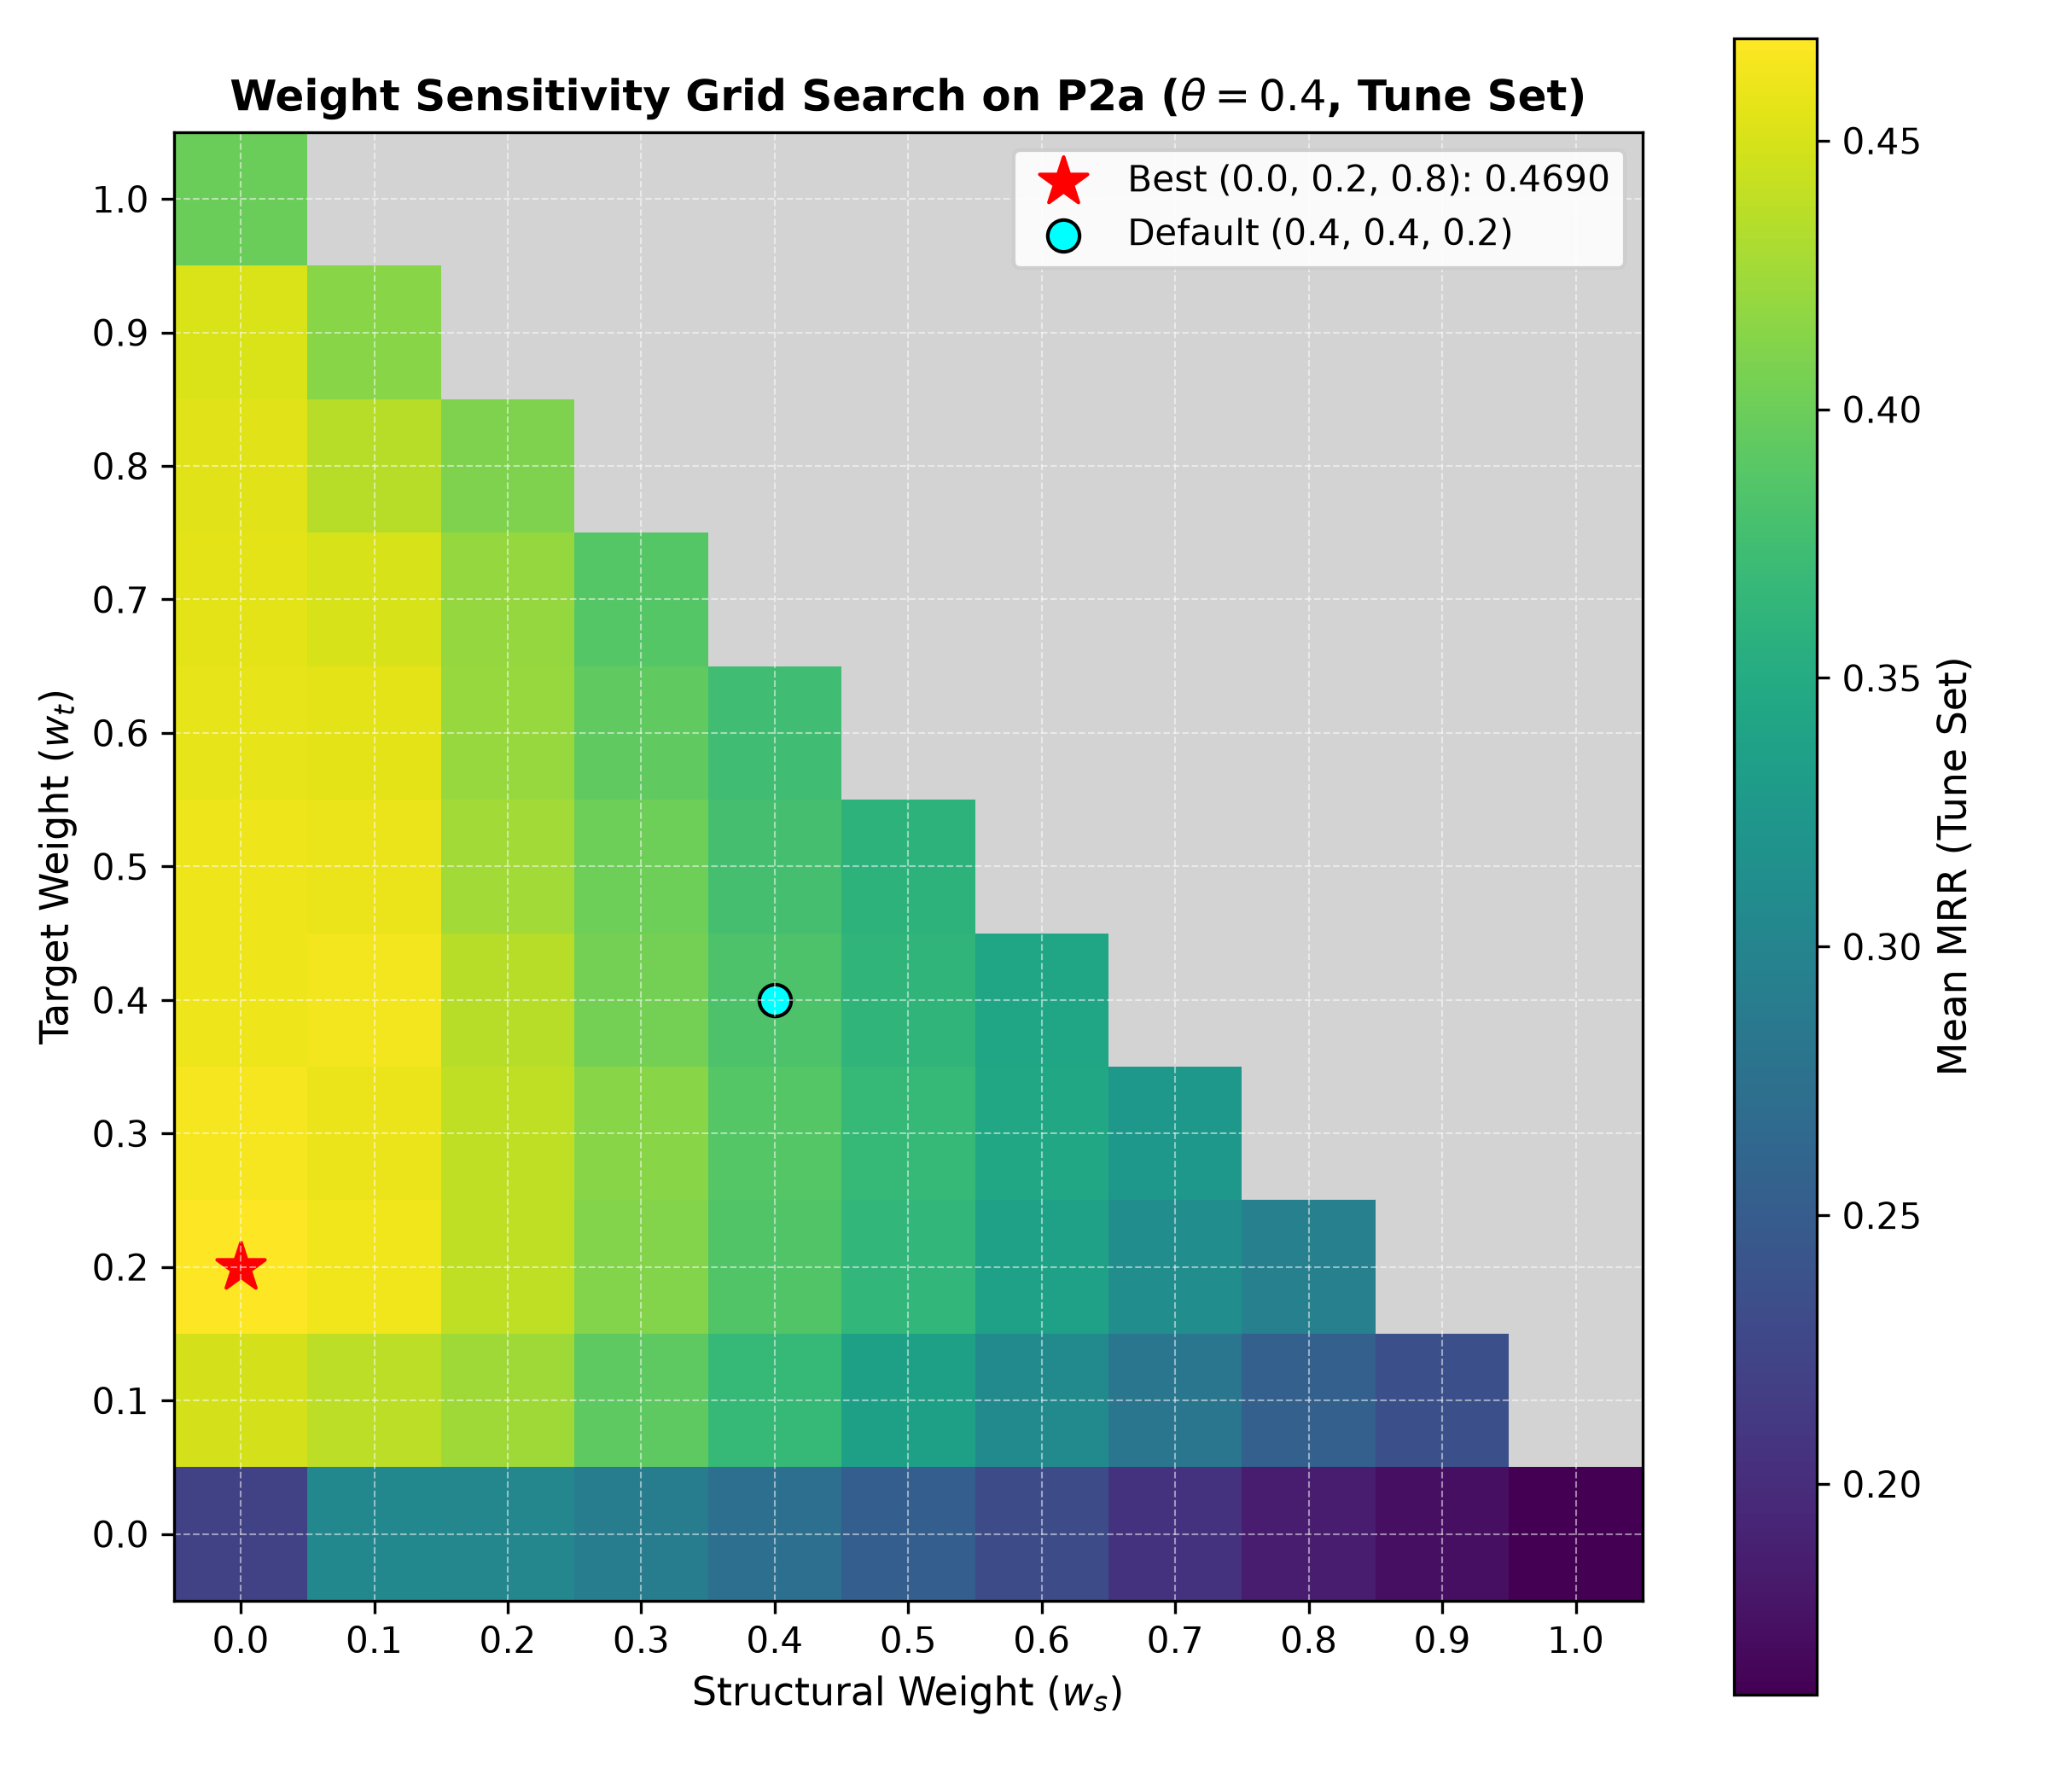 Weight Sensitivity Grid Search on P2a (θ = 0.4, Tune Set)
Best (0.0, 0.2, 0.8): 0.4690
Default (0.4, 0.4, 0.2)
Target Weight (wₜ)
1.0
0.9
0.8
0.7
0.6
0.5
0.4
0.3
0.2
0.1
0.0
0.0 0.1 0.2 0.3 0.4 0.5 0.6 0.7 0.8 0.9 1.0
Structural Weight (wₛ)
0.45
0.40
0.35
0.30
0.25
0.20
Mean MRR (Tune Set)